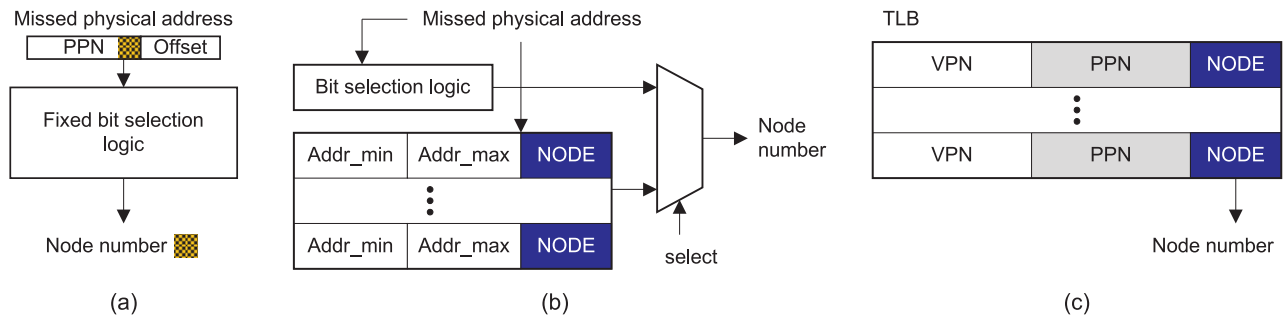 Missed physical address
PPN Offset
Fixed bit selection
logic
Node number
(a)
Missed physical address
Bit selection logic
Addr_min Addr_max NODE
Addr_min Addr_max NODE
Node
number
select
(b)
TLB
VPN PPN NODE
VPN PPN NODE
Node number
(c)